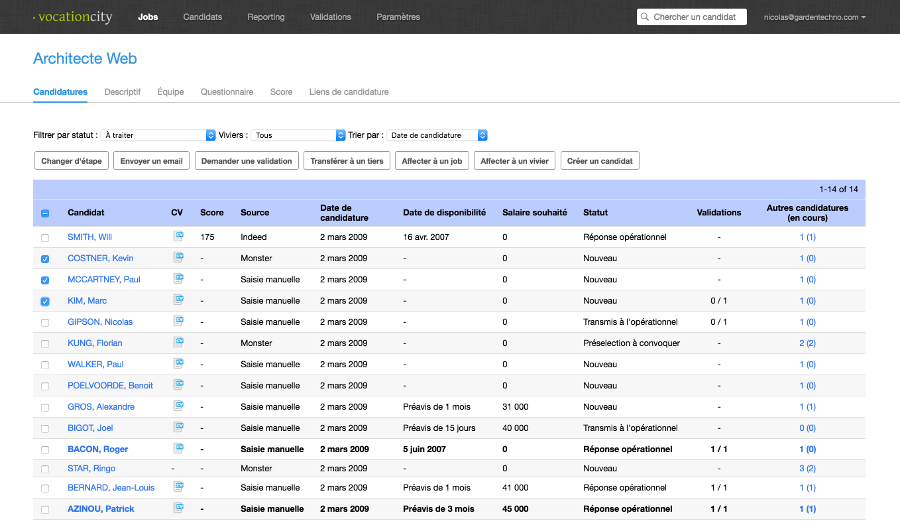 vocationcity Jobs Candidats Reporting Validations Paramètres Chercher un candidat nicolas@gardentechno.com
Architecte Web
Candidatures Descriptif Équipe Questionnaire Score Liens de candidature
Filtrer par statut : À traiter Viviers : Tous Trier par : Date de candidature
Changer d'étape Envoyer un email Demander une validation Transférer à un tiers Affecter à un job Affecter à un vivier Créer un candidat
1-14 of 14
Candidat CV Score Source Date de candidature Date de disponibilité Salaire souhaité Statut Validations Autres candidatures (en cours)
SMITH, Will 175 Indeed 2 mars 2009 16 avr. 2007 0 Réponse opérationnel - 1 (1)
COSTNER, Kevin - Monster 2 mars 2009 - 0 Nouveau - 1 (0)
MCCARTNEY, Paul - Saisie manuelle 2 mars 2009 - 0 Nouveau - 1 (0)
KIM, Marc - Saisie manuelle 2 mars 2009 - 0 Nouveau 0 / 1 1 (0)
GIPSON, Nicolas - Saisie manuelle 2 mars 2009 - 0 Transmis à l'opérationnel 0 / 1 1 (0)
KUNG, Florian - Monster 2 mars 2009 - 0 Préselection à convoquer - 2 (2)
WALKER, Paul - Saisie manuelle 2 mars 2009 - 0 Nouveau - 1 (0)
POELVOORDE, Benoit - Saisie manuelle 2 mars 2009 - 0 Nouveau - 1 (0)
GROS, Alexandre - Saisie manuelle 2 mars 2009 Préavis de 1 mois 31 000 Nouveau - 1 (1)
BIGOT, Joel - Saisie manuelle 2 mars 2009 Préavis de 15 jours 40 000 Transmis à l'opérationnel - 0 (0)
BACON, Roger - Saisie manuelle 2 mars 2009 5 juin 2007 0 Réponse opérationnel 1 / 1 1 (0)
STAR, Ringo - - Monster 2 mars 2009 - 0 Nouveau - 3 (2)
BERNARD, Jean-Louis - Saisie manuelle 2 mars 2009 Préavis de 1 mois 41 000 Réponse opérationnel 1 / 1 1 (1)
AZINOU, Patrick - Saisie manuelle 2 mars 2009 Préavis de 3 mois 45 000 Réponse opérationnel 1 / 1 1 (1)